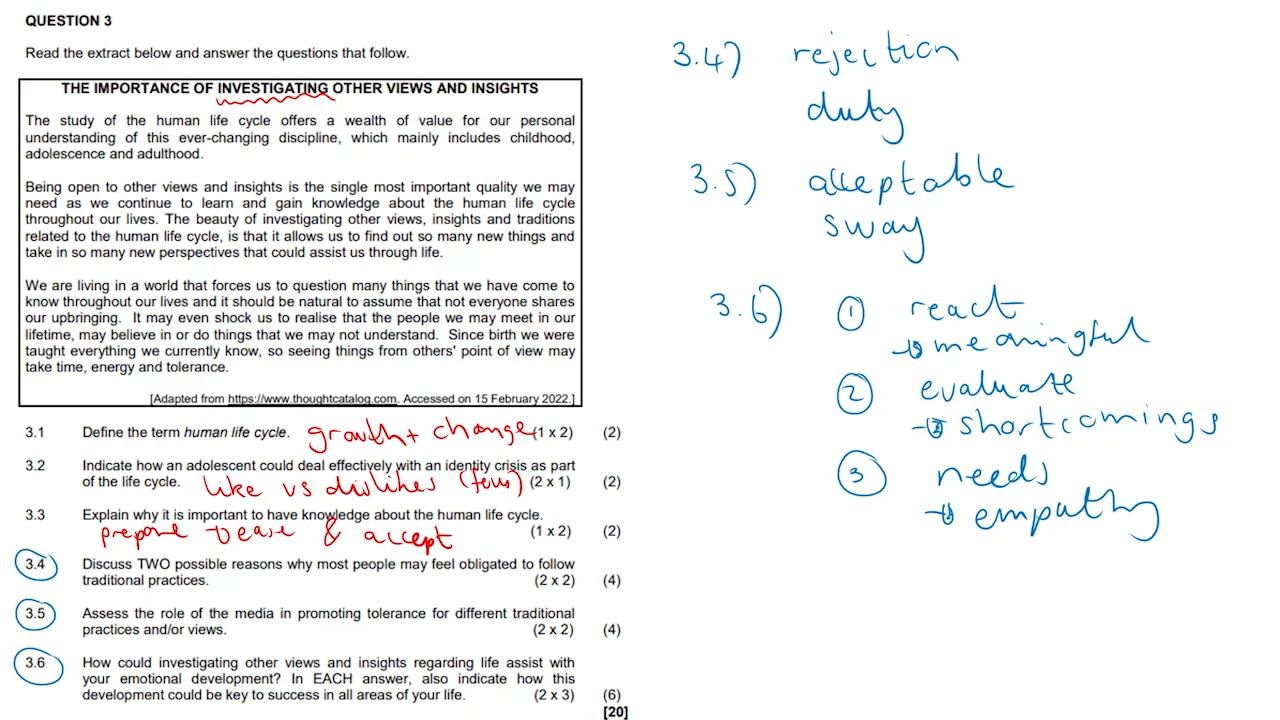 QUESTION 3
Read the extract below and answer the questions that follow.
THE IMPORTANCE OF INVESTIGATING OTHER VIEWS AND INSIGHTS
The study of the human life cycle offers a wealth of value for our personal
understanding of this ever-changing discipline, which mainly includes childhood,
adolescence and adulthood.
Being open to other views and insights is the single most important quality we may
need as we continue to learn and gain knowledge about the human life cycle
throughout our lives. The beauty of investigating other views, insights and traditions
related to the human life cycle, is that it allows us to find out so many new things and
take in so many new perspectives that could assist us through life.
We are living in a world that forces us to question many things that we have come to
know throughout our lives and it should be natural to assume that not everyone shares
our upbringing. It may even shock us to realise that the people we may meet in our
lifetime, may believe in or do things that we may not understand. Since birth we were
taught everything we currently know, so seeing things from others' point of view may
take time, energy and tolerance.
[Adapted from https://www.thoughtcatalog.com. Accessed on 15 February 2022.]
3.1 Define the term human life cycle. growth + change (1 x 2) (2)
3.2 Indicate how an adolescent could deal effectively with an identity crisis as part
of the life cycle. like vs dislikes (2 x 1) (2)
3.3 Explain why it is important to have knowledge about the human life cycle.
prepare ease & accept (1 x 2) (2)
3.4 Discuss TWO possible reasons why most people may feel obligated to follow
traditional practices. (2 x 2) (4)
3.5 Assess the role of the media in promoting tolerance for different traditional
practices and/or views. (2 x 2) (4)
3.6 How could investigating other views and insights regarding life assist with
your emotional development? In EACH answer, also indicate how this
development could be key to success in all areas of your life. (2 x 3) (6)
[20]
3.4) rejection
duty
3.5) acceptable
sway
3.6) 1 react
→ meaningful
2 evaluate
→ shortcomings
3 needs
→ empathy